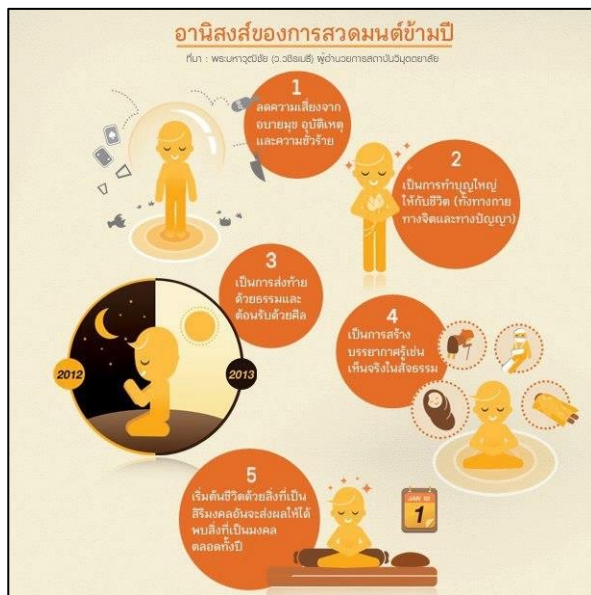 อานิสงส์ของการสวดมนต์ข้ามปี
ที่มา : พระมหาวุฒิชัย (ว.วชิรเมธี) ผู้อำนวยการสถาบันวิมุตตยาลัย
1
ลดความเสี่ยงจาก
อบายมุข อุบัติเหตุ
และความชั่วร้าย
2
เป็นการทำบุญใหญ่
ให้กับชีวิต (ทั้งทางกาย
ทางจิตและทางปัญญา)
3
เป็นการส่งท้าย
ด้วยธรรมและ
ต้อนรับด้วยศีล
2012
2013
4
เป็นการสร้าง
บรรยากาศรู้เช่น
เห็นจริงในสัจธรรม
5
เริ่มต้นชีวิตด้วยสิ่งที่เป็น
สิริมงคลอันจะส่งผลให้ได้
พบสิ่งที่เป็นมงคล
ตลอดทั้งปี
1